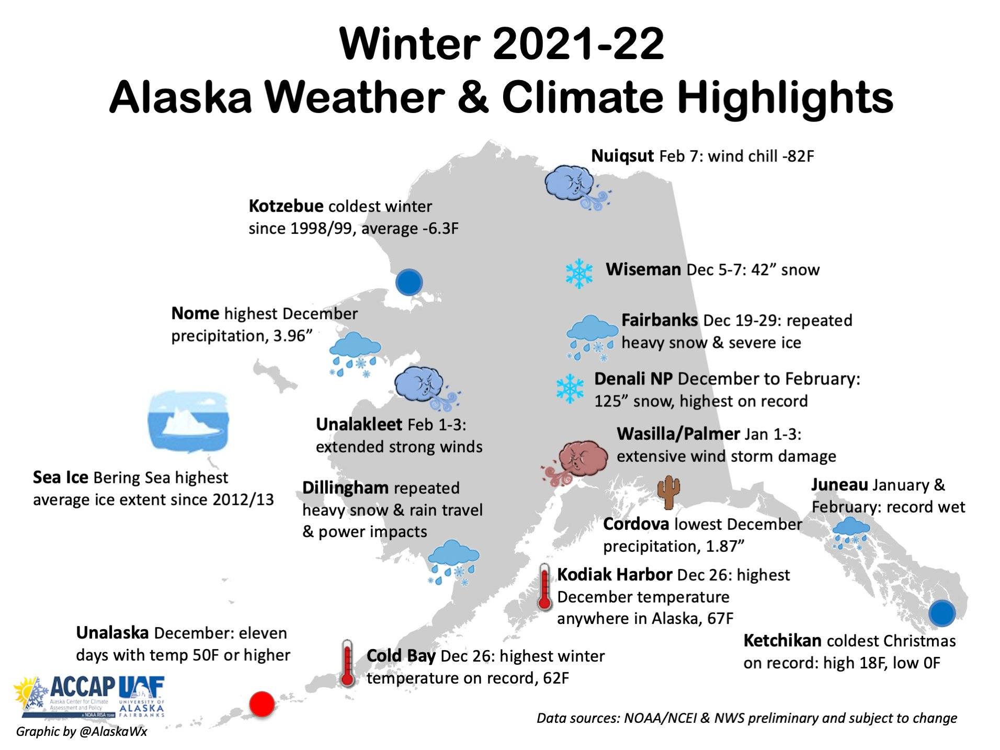 Winter 2021-22
Alaska Weather & Climate Highlights
Nuiqsut Feb 7: wind chill -82F
Kotzebue coldest winter
since 1998/99, average -6.3F
Wiseman Dec 5-7: 42” snow
Nome highest December
precipitation, 3.96”
Fairbanks Dec 19-29: repeated
heavy snow & severe ice
Denali NP December to February:
125” snow, highest on record
Unalakleet Feb 1-3:
extended strong winds
Wasilla/Palmer Jan 1-3:
extensive wind storm damage
Sea Ice Bering Sea highest
average ice extent since 2012/13
Dillingham repeated
heavy snow & rain travel
& power impacts
Juneau January &
February: record wet
Cordova lowest December
precipitation, 1.87”
Kodiak Harbor Dec 26: highest
December temperature
anywhere in Alaska, 67F
Unalaska December: eleven
days with temp 50F or higher
Cold Bay Dec 26: highest winter
temperature on record, 62F
Ketchikan coldest Christmas
on record: high 18F, low 0F
ACCAP
Alaska Center for Climate
Assessment and Policy
A NOAA RISA TEAM
UAF
UNIVERSITY OF
ALASKA
FAIRBANKS
Graphic by @AlaskaWx
Data sources: NOAA/NCEI & NWS preliminary and subject to change